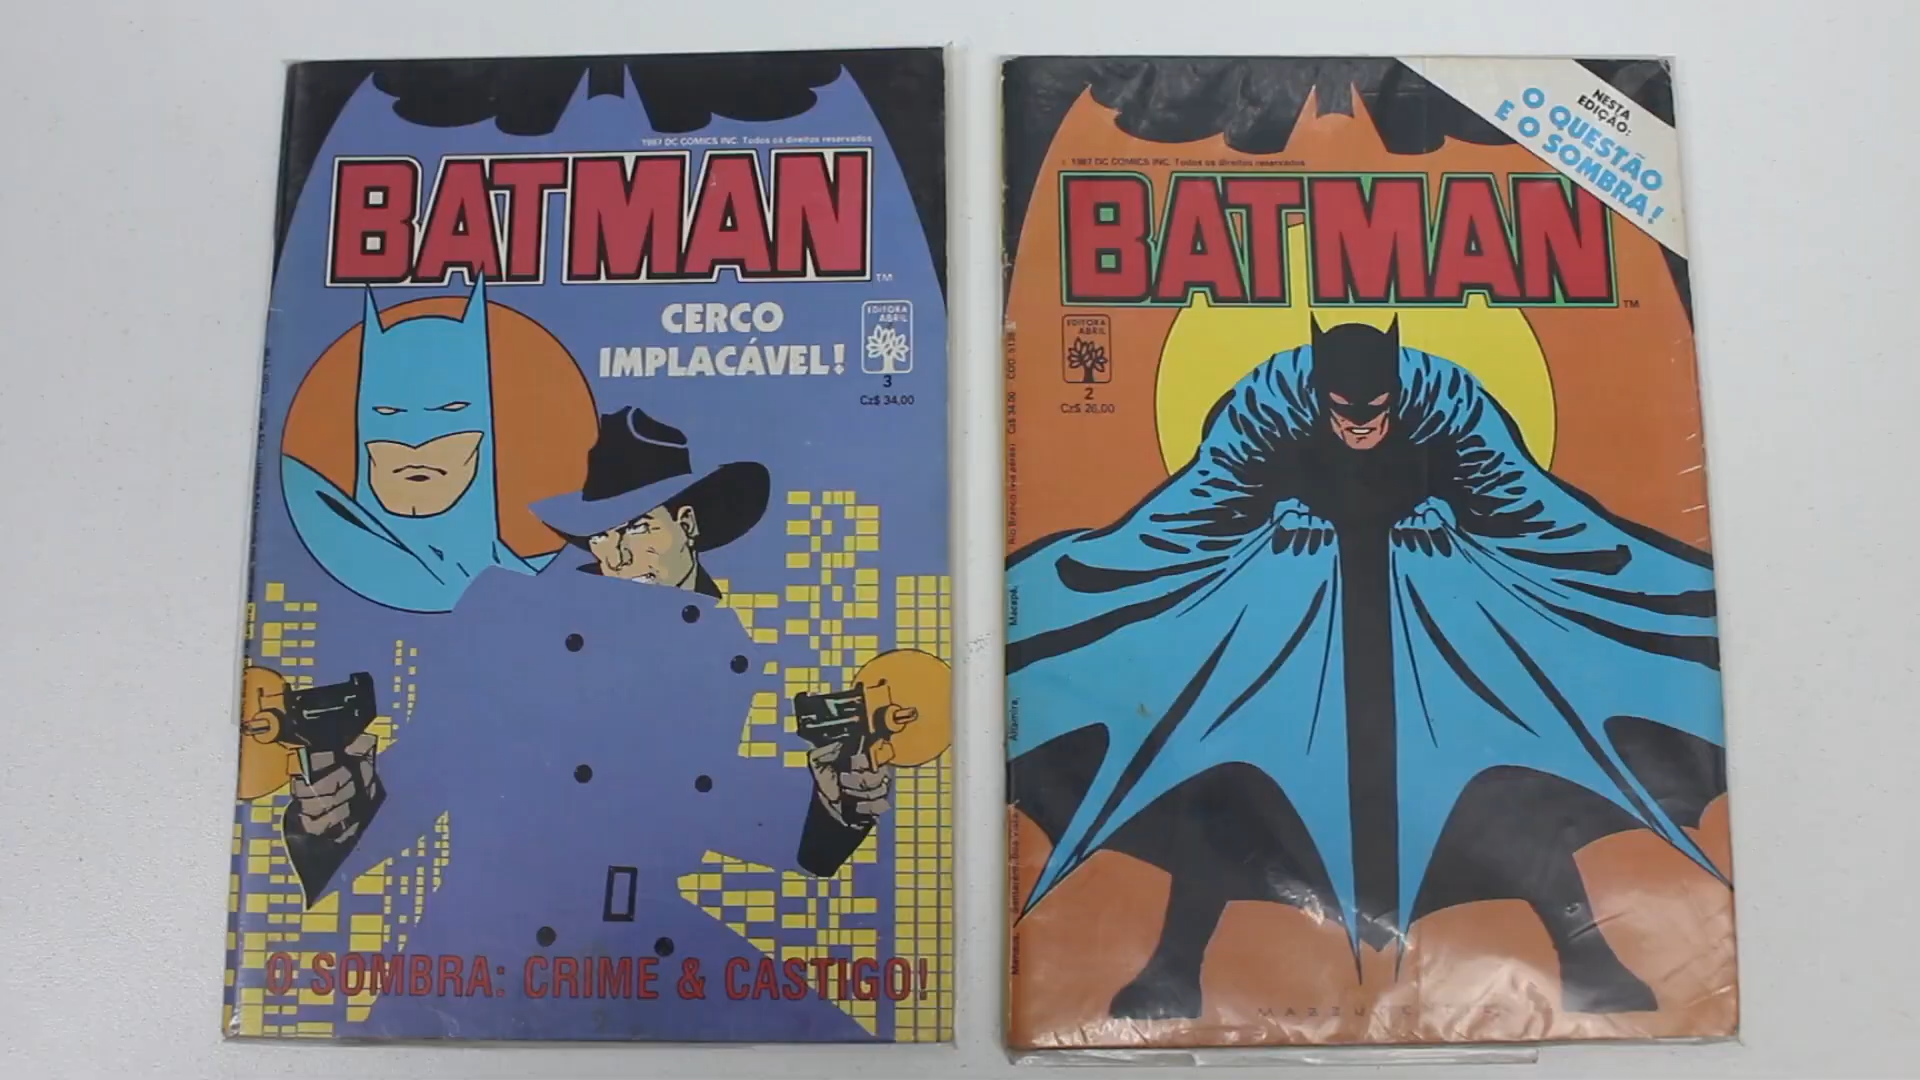 1987 DC COMICS INC. Todos os direitos reservados
BATMAN
TM
CERCO
IMPLACÁVEL!
EDITORA
ABRIL
3
Cz$ 34,00
O SOMBRA: CRIME & CASTIGO!
NESTA
EDIÇÃO:
O QUESTÃO
E O SOMBRA!
1987 DC COMICS INC. Todos os direitos reservados
BATMAN
TM
EDITORA
ABRIL
2
Cz$ 26,00